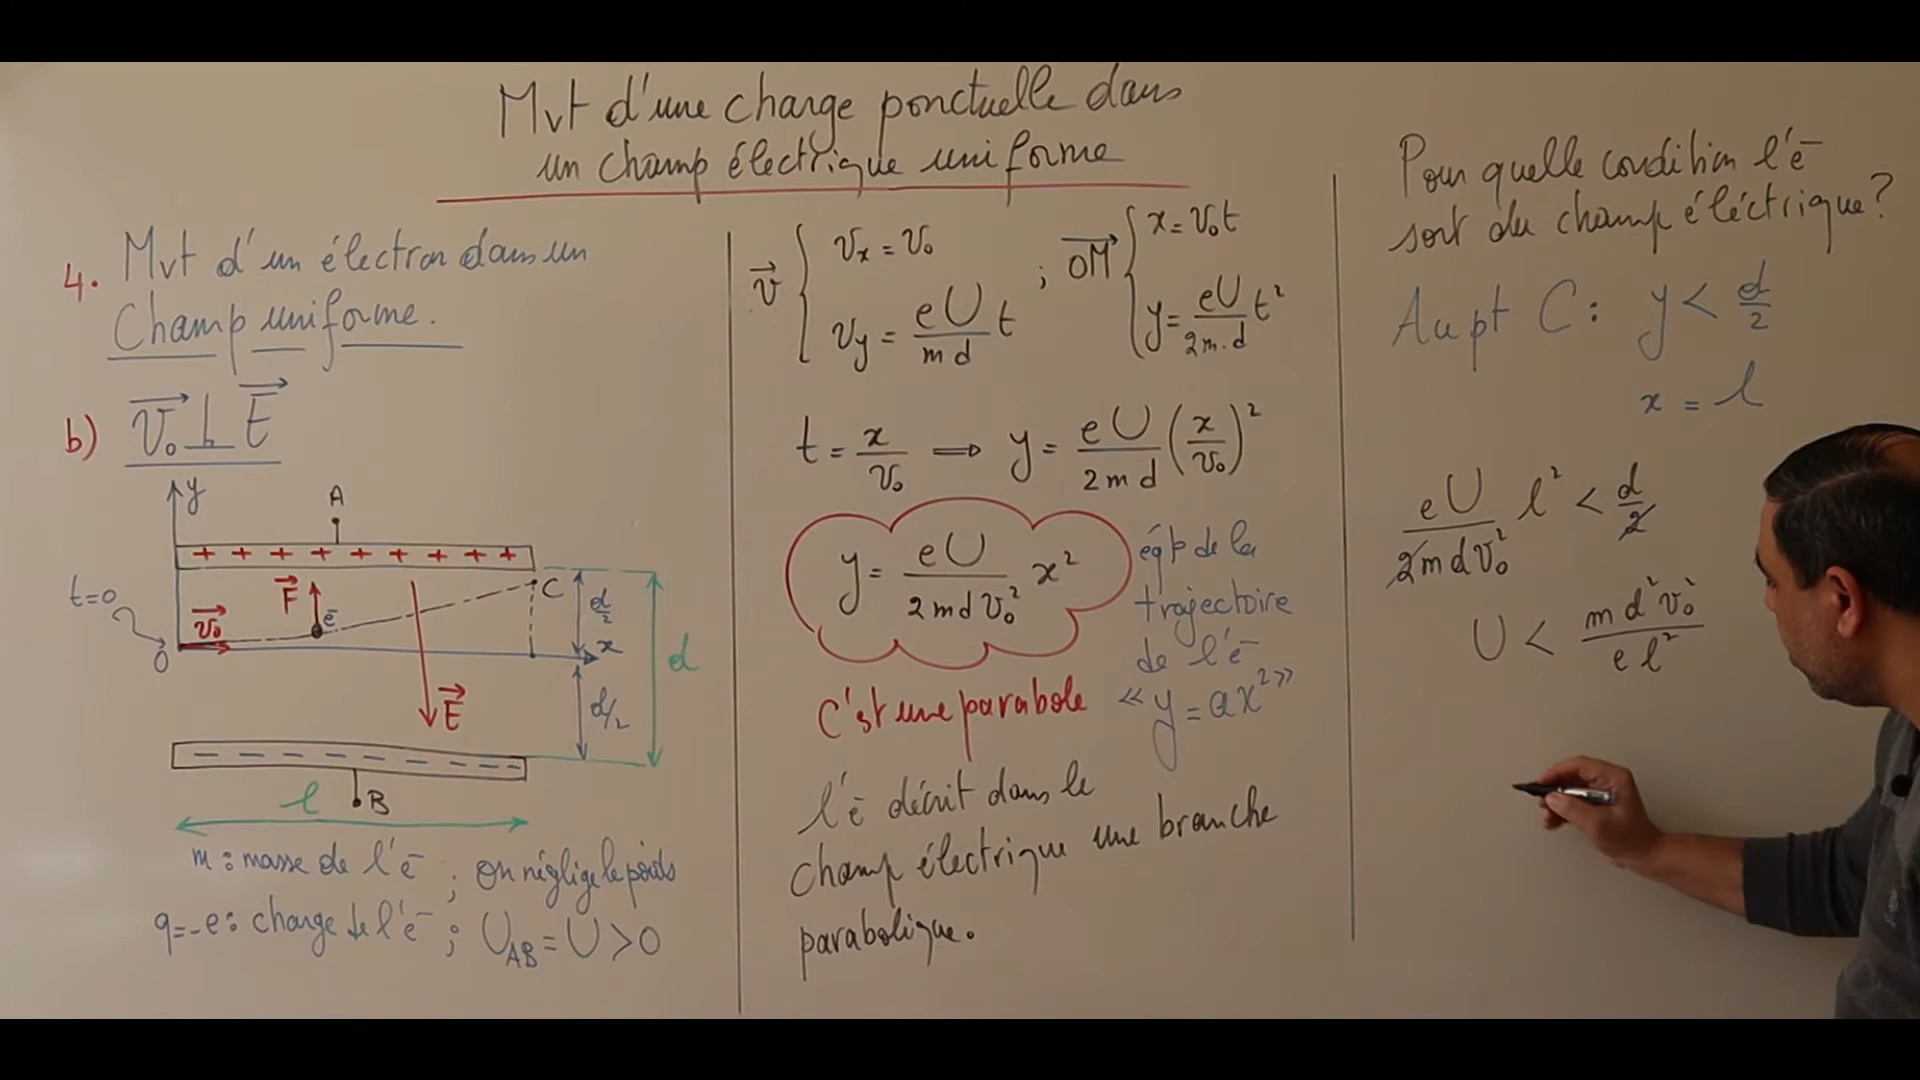 Mvt d'une charge ponctuelle dans
un champ électrique uniforme
4. Mvt d'un électron dans un
Champ uniforme.
b) v₀ ⊥ E
y
A
+ + + + + + + + +
t=0
F
e-
C
v₀
d/2
x
O
d
E
d/2
- - - - - - - - -
l
B
m : masse de l'e- ; on néglige le poids
q=-e : charge de l'e- ; U_AB = U > 0
v { v_x = v₀
v_y = eU/md t
; OM { x = v₀t
y = eU/2m.d t²
t = x/v₀ ⟹ y = eU/2md (x/v₀)²
y = eU/2mdv₀² x²
éq° de la
trajectoire
de l'e-
« y = ax² »
C'est une parabole
l'e- décrit dans le
champ électrique une branche
parabolique.
Pour quelle condition l'e-
sort du champ éléctrique ?
Au pt C : y < d/2
x = l
eU/2mdv₀² l² < d/2
U < md²v₀²/el²